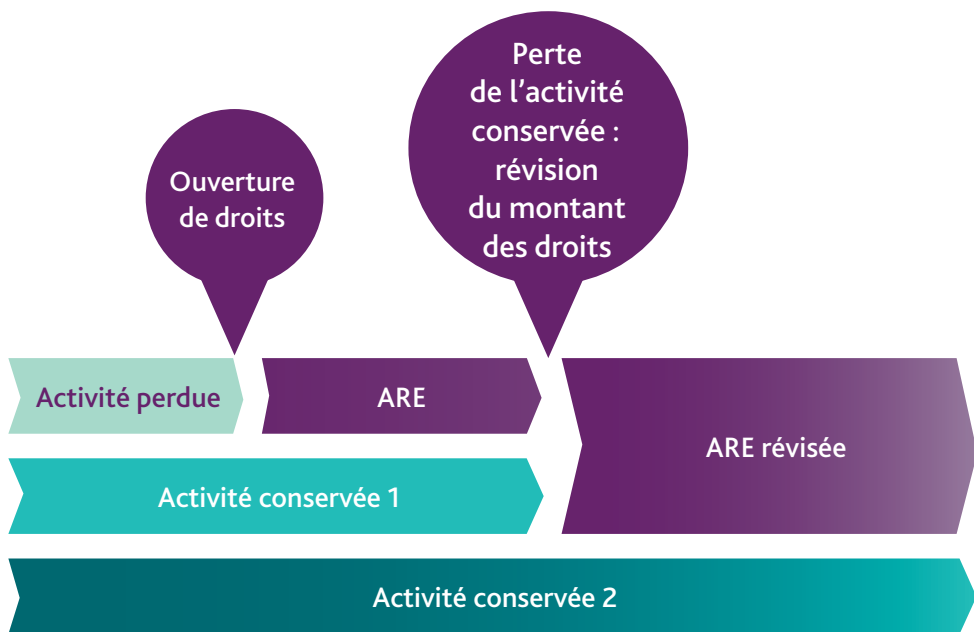 Ouverture
de droits
Perte
de l’activité
conservée :
révision
du montant
des droits
Activité perdue
ARE
ARE révisée
Activité conservée 1
Activité conservée 2